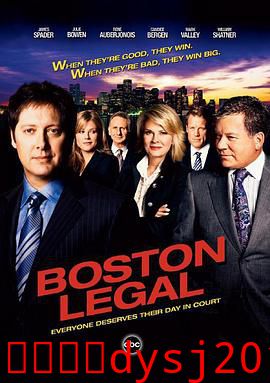 JAMES SPADER
JULIE BOWEN
RENE AUBERJONOIS
CANDICE BERGEN
MARK VALLEY
WILLIAM SHATNER
WHEN THEY'RE GOOD, THEY WIN.
WHEN THEY'RE BAD, THEY WIN BIG.
BOSTON
LEGAL
EVERYONE DESERVES THEIR DAY IN COURT
abc
dysj20